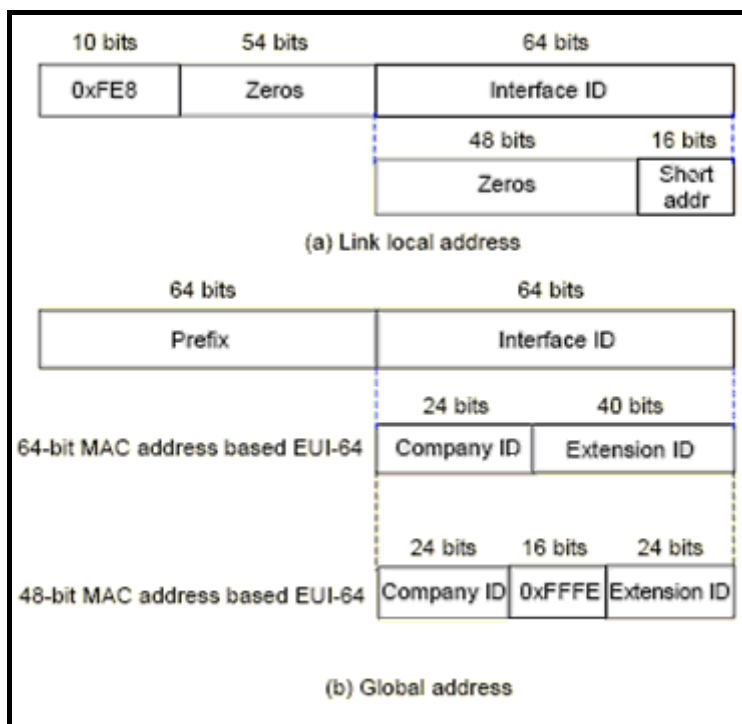 10 bits 54 bits 64 bits
0xFE8 Zeros Interface ID
48 bits 16 bits
Zeros Short
addr
(a) Link local address
64 bits 64 bits
Prefix Interface ID
24 bits 40 bits
64-bit MAC address based EUI-64 Company ID Extension ID
24 bits 16 bits 24 bits
48-bit MAC address based EUI-64 Company ID 0xFFFE Extension ID
(b) Global address